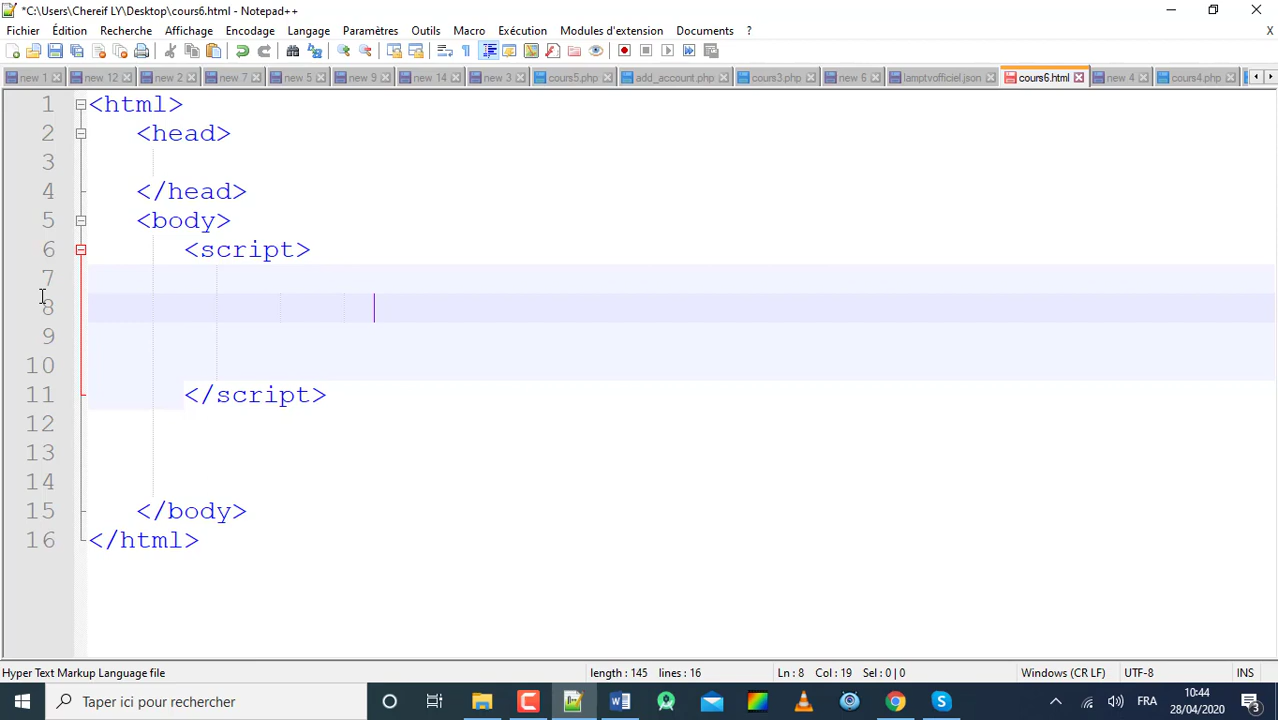 *C:\Users\Chereif LY\Desktop\cours6.html - Notepad++
Fichier Édition Recherche Affichage Encodage Langage Paramètres Outils Macro Exécution Modules d'extension Documents ? X
new 1 new 12 new 2 new 7 new 5 new 9 new 14 new 3 cours5.php add_account.php cours3.php new 6 lamptvofficiel.json cours6.html new 4 cours4.php
1 <html>
2 <head>
3
4 </head>
5 <body>
6 <script>
7
8
9
10
11 </script>
12
13
14
15 </body>
16 </html>
Hyper Text Markup Language file length : 145 lines : 16 Ln : 8 Col : 19 Sel : 0 | 0 Windows (CR LF) UTF-8 INS
Taper ici pour rechercher FRA 10:44
28/04/2020 3